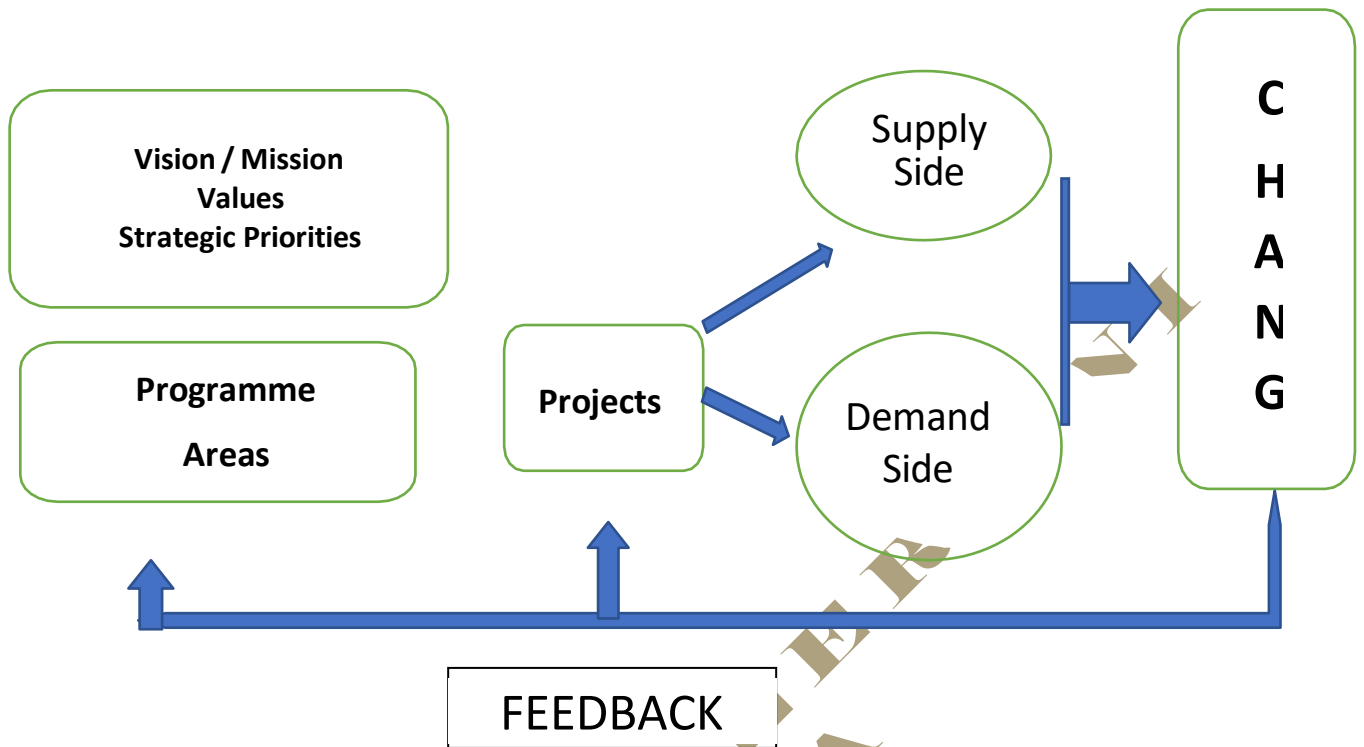 Vision / Mission
Values
Strategic Priorities
Programme
Areas
Projects
Supply
Side
Demand
Side
C
H
A
N
G
FEEDBACK